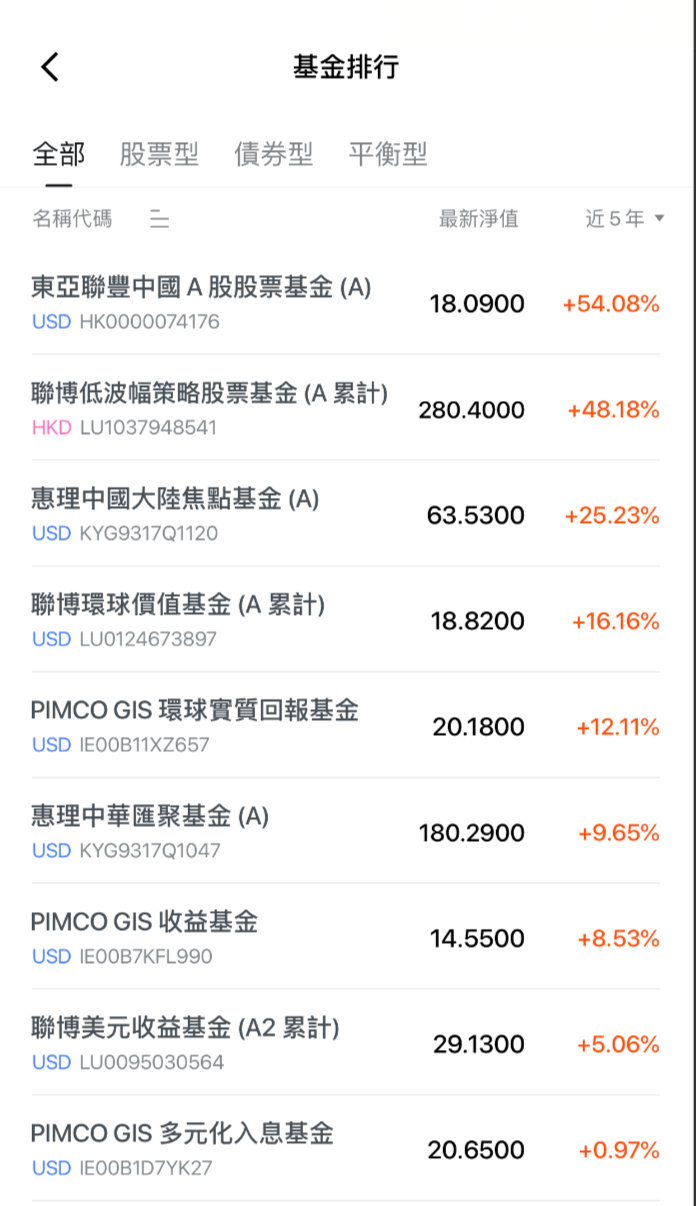 基金排行
全部 股票型 債券型 平衡型
名稱代碼 最新淨值 近5年
東亞聯豐中國 A 股股票基金 (A) 18.0900 +54.08%
USD HK0000074176
聯博低波幅策略股票基金 (A 累計) 280.4000 +48.18%
HKD LU1037948541
惠理中國大陸焦點基金 (A) 63.5300 +25.23%
USD KYG9317Q1120
聯博環球價值基金 (A 累計) 18.8200 +16.16%
USD LU0124673897
PIMCO GIS 環球實質回報基金 20.1800 +12.11%
USD IE00B11XZ657
惠理中華匯聚基金 (A) 180.2900 +9.65%
USD KYG9317Q1047
PIMCO GIS 收益基金 14.5500 +8.53%
USD IE00B7KFL990
聯博美元收益基金 (A2 累計) 29.1300 +5.06%
USD LU0095030564
PIMCO GIS 多元化入息基金 20.6500 +0.97%
USD IE00B1D7YK27